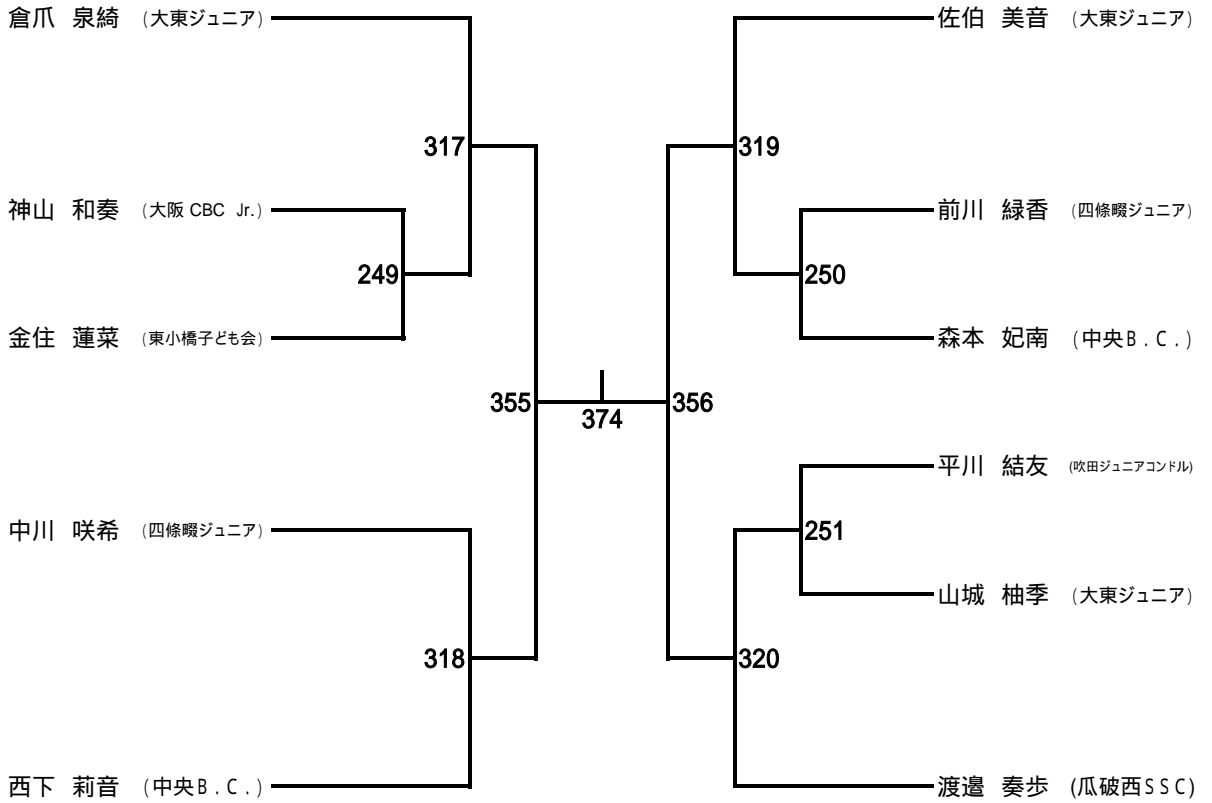 倉爪 泉綺 (大東ジュニア)
317
神山 和奏 (大阪 CBC Jr.)
249
金住 蓮菜 (東小橋子ども会)
355
中川 咲希 (四條畷ジュニア)
318
西下 莉音 (中央B.C.)
374
佐伯 美音 (大東ジュニア)
319
前川 緑香 (四條畷ジュニア)
250
森本 妃南 (中央B.C.)
356
平川 結友 (吹田ジュニアコンドル)
251
山城 柚季 (大東ジュニア)
320
渡邉 奏歩 (瓜破西SSC)